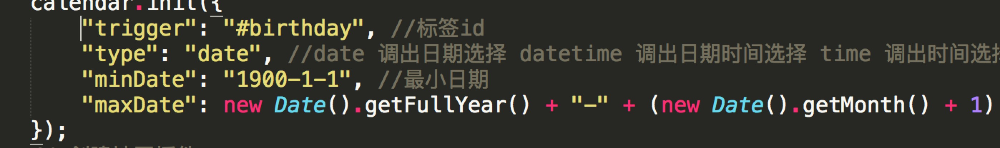 calendar.init({
"trigger": "#birthday", //标签id
"type": "date", //date 调出日期选择 datetime 调出日期时间选择 time 调出时间选择
"minDate": "1900-1-1", //最小日期
"maxDate": new Date().getFullYear() + "-" + (new Date().getMonth() + 1)
});